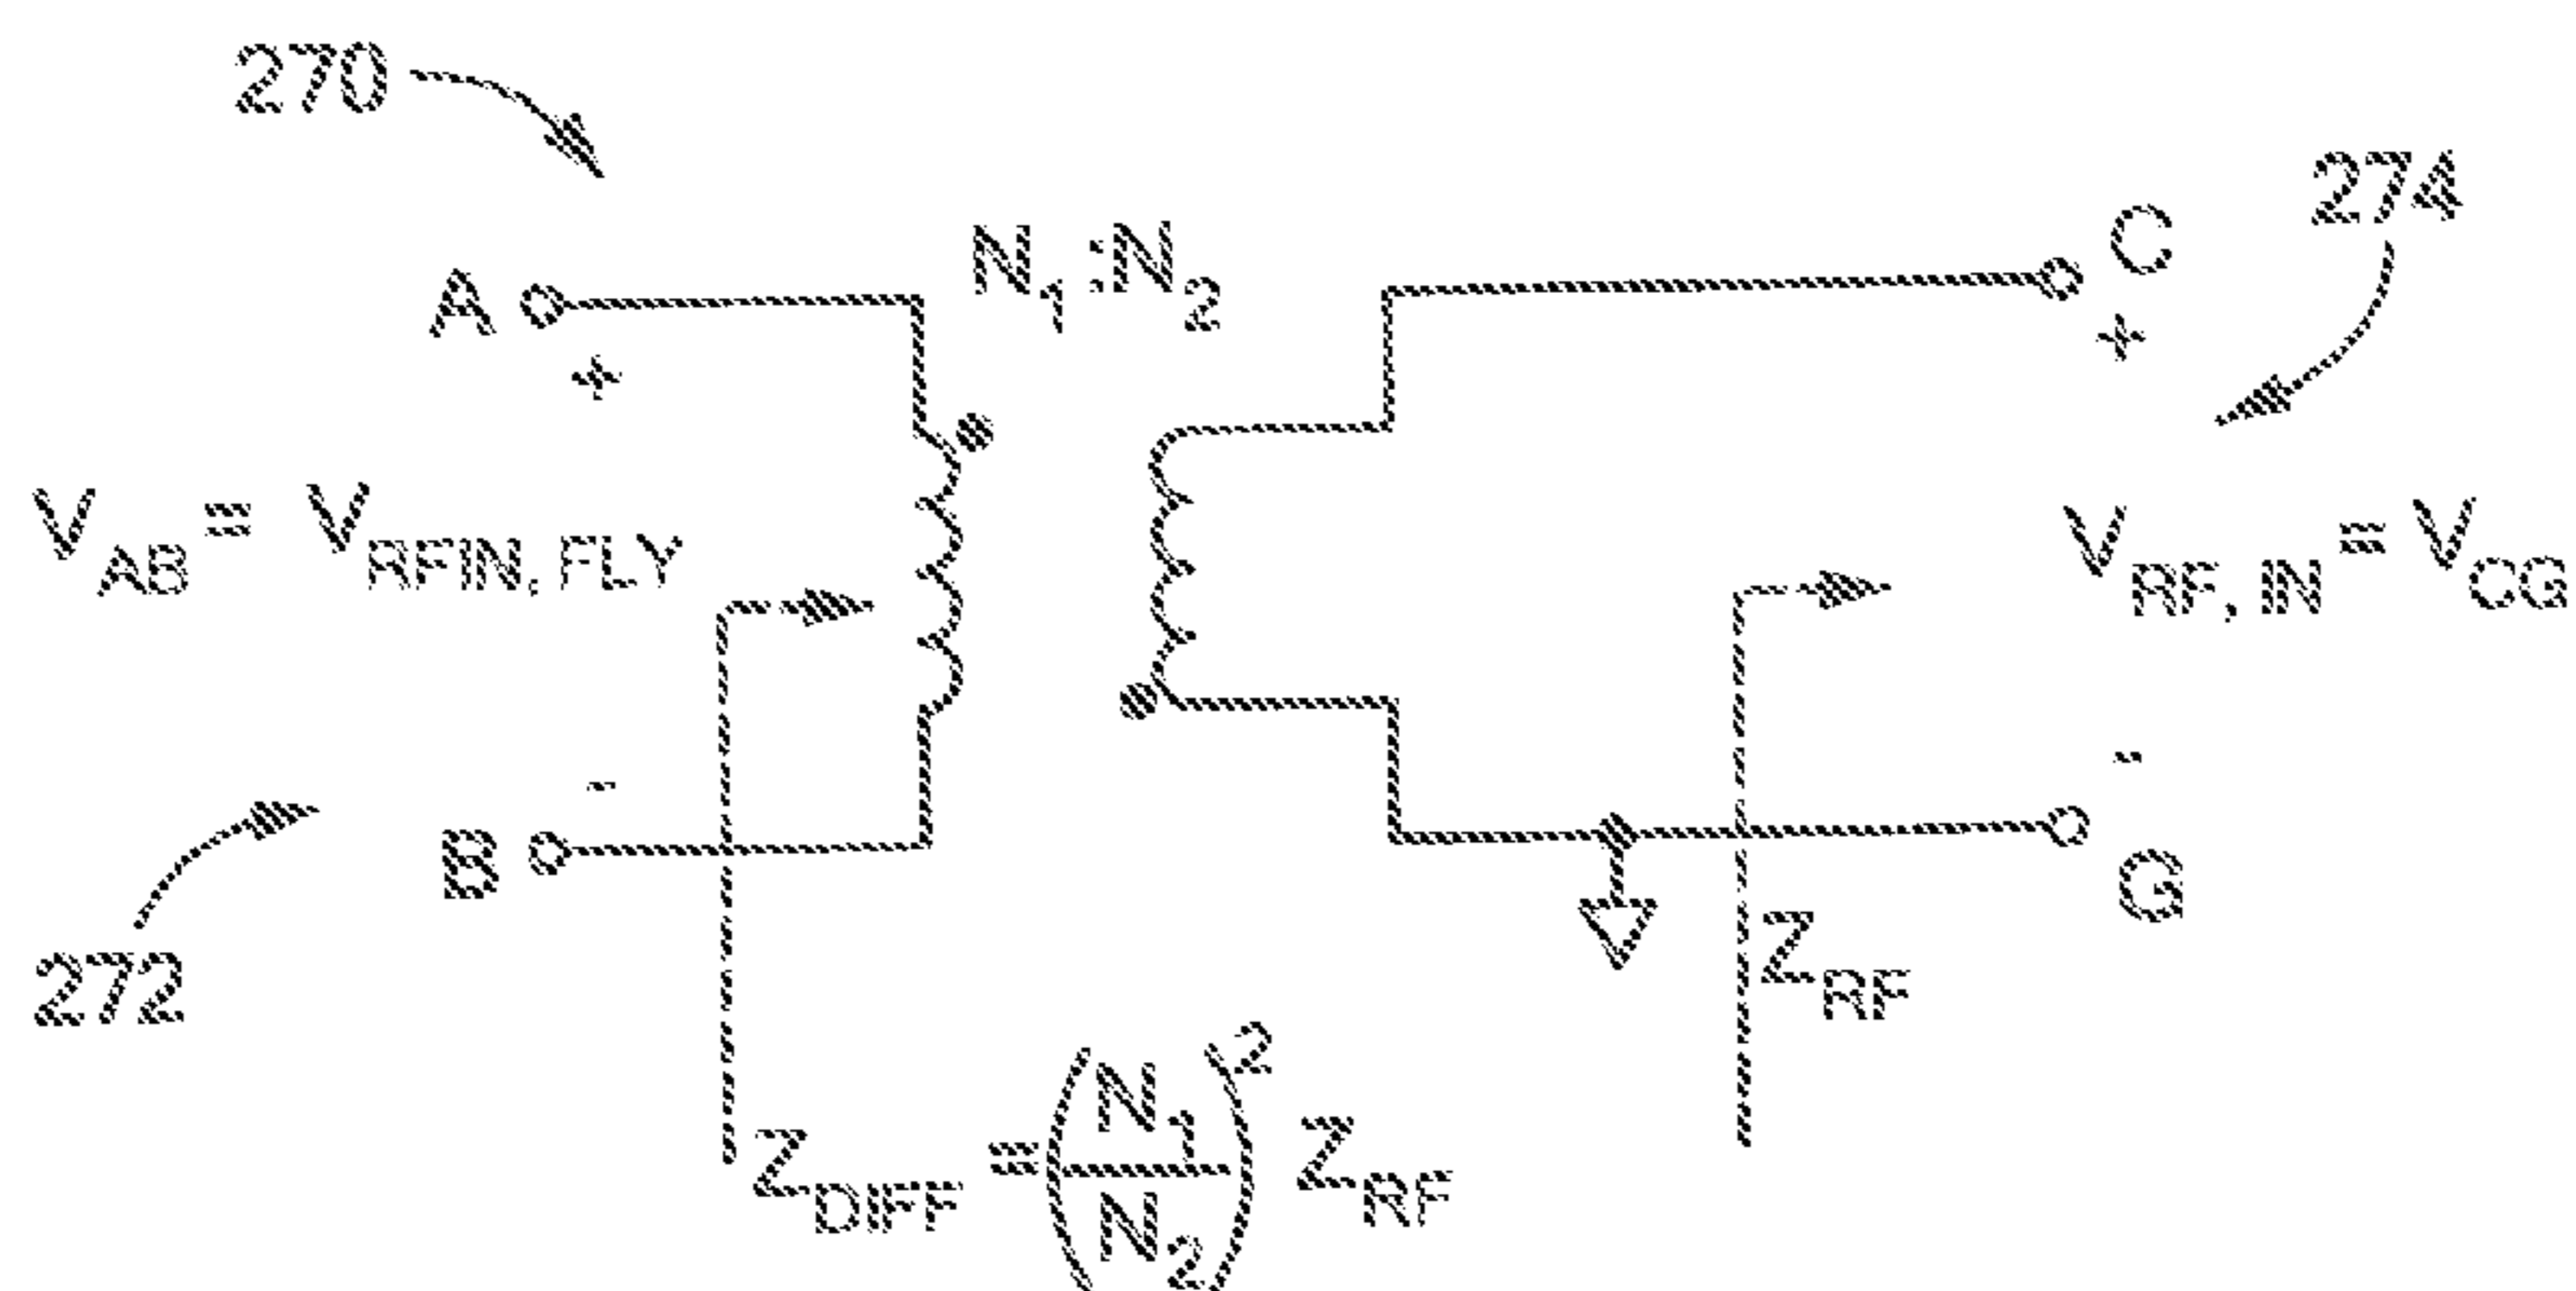 270
274
N1:N2
A
C
+
+
VAB = VRFIN, FLY
VRF, IN = VCG
-
-
B
G
272
ZRF
ZDIFF = (N1/N2)2 ZRF